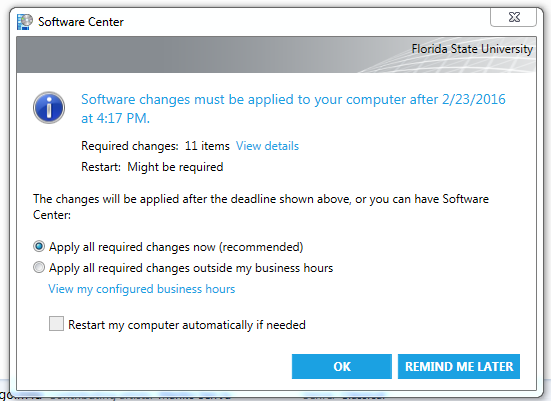 Software Center
Florida State University
Software changes must be applied to your computer after 2/23/2016
at 4:17 PM.
Required changes: 11 items View details
Restart: Might be required
The changes will be applied after the deadline shown above, or you can have Software
Center:
Apply all required changes now (recommended)
Apply all required changes outside my business hours
View my configured business hours
Restart my computer automatically if needed
OK
REMIND ME LATER